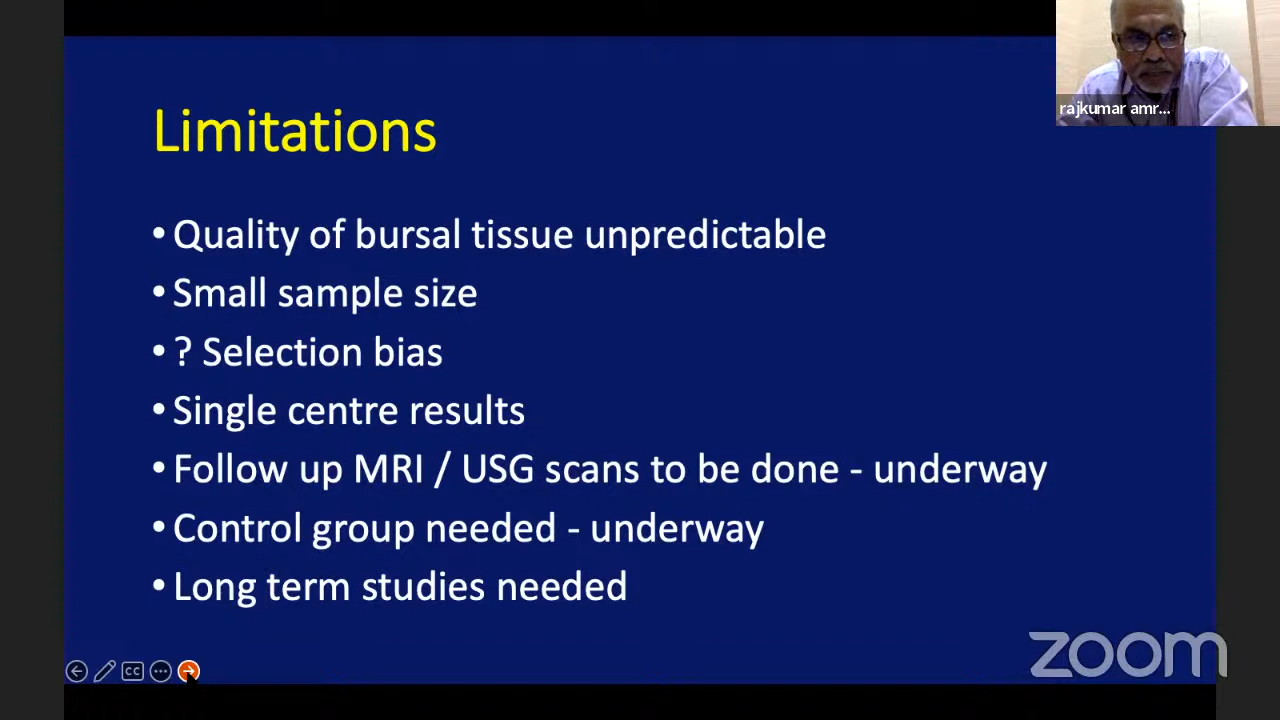 rajkumar amr...
Limitations
• Quality of bursal tissue unpredictable
• Small sample size
• ? Selection bias
• Single centre results
• Follow up MRI / USG scans to be done - underway
• Control group needed - underway
• Long term studies needed
CC
zoom